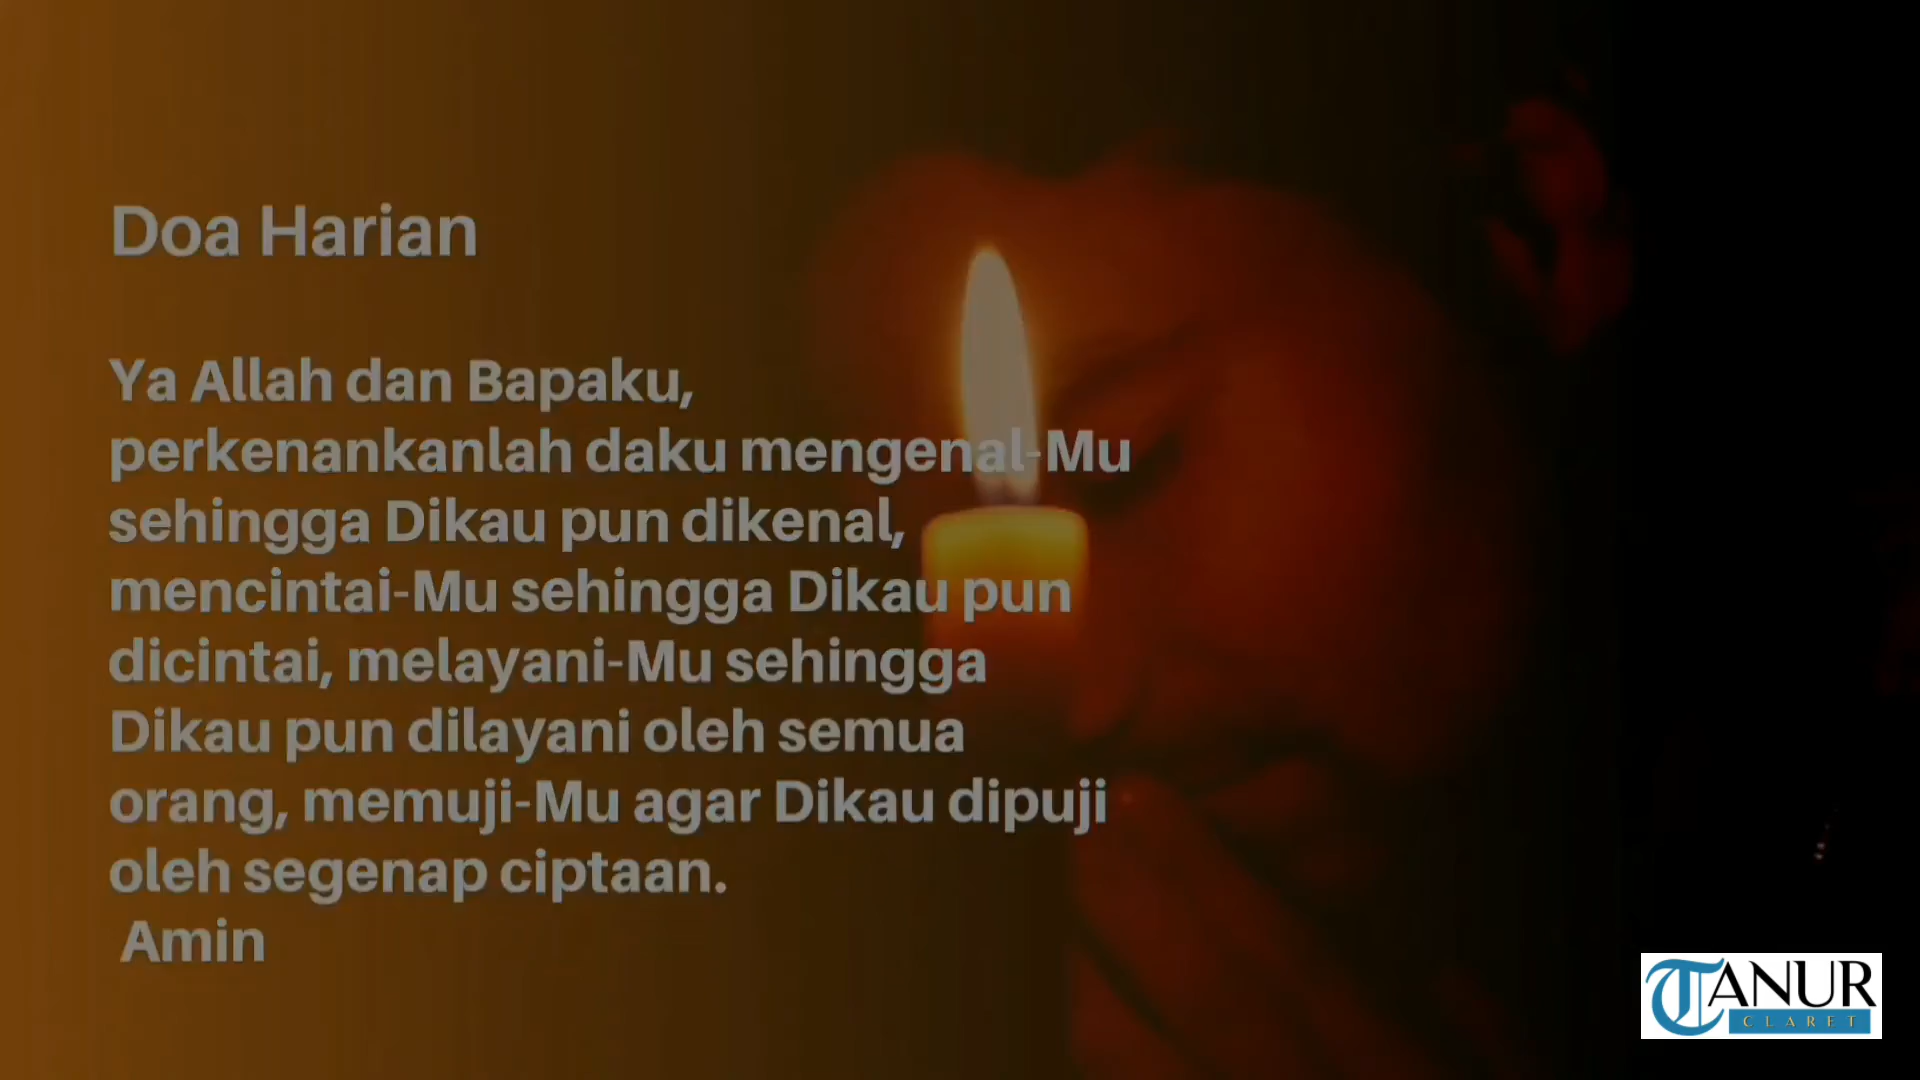 Doa Harian
Ya Allah dan Bapaku,
perkenankanlah daku mengenal-Mu
sehingga Dikau pun dikenal,
mencintai-Mu sehingga Dikau pun
dicintai, melayani-Mu sehingga
Dikau pun dilayani oleh semua
orang, memuji-Mu agar Dikau dipuji
oleh segenap ciptaan.
Amin
TANUR
CLARET